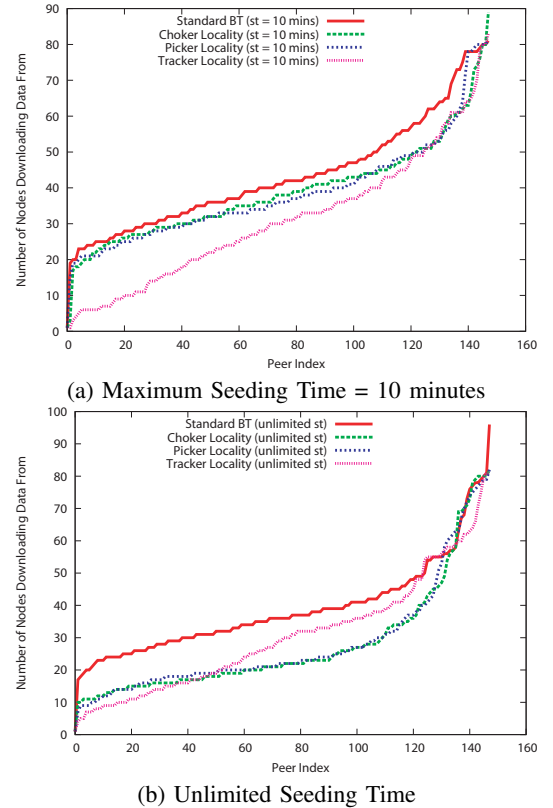 90
80
70
60
50
40
30
20
10
0
Number of Nodes Downloading Data From
Standard BT (st = 10 mins)
Choker Locality (st = 10 mins)
Picker Locality (st = 10 mins)
Tracker Locality (st = 10 mins)
0 20 40 60 80 100 120 140 160
Peer Index
(a) Maximum Seeding Time = 10 minutes
100
90
80
70
60
50
40
30
20
10
0
Number of Nodes Downloading Data From
Standard BT (unlimited st)
Choker Locality (unlimited st)
Picker Locality (unlimited st)
Tracker Locality (unlimited st)
0 20 40 60 80 100 120 140 160
Peer Index
(b) Unlimited Seeding Time